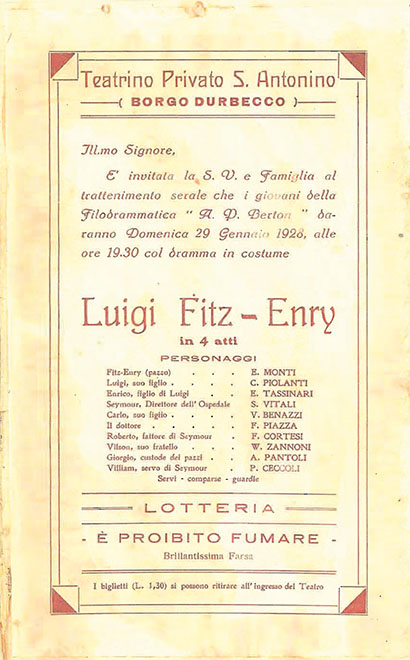 Teatrino Privato S. Antonino
( BORGO DURBECCO )
Ill.mo Signore,
E' invitata la S. V. e Famiglia al
trattenimento serale che i giovani della
Filodrammatica " A. P. Berton " da-
ranno Domenica 29 Gennaio 1928, alle
ore 19.30 col dramma in costume
Luigi Fitz - Enry
in 4 atti
PERSONAGGI
Fitz-Enry (pazzo) . . . E. MONTI
Luigi, suo figlio . . . . C. PIOLANTI
Enrico, figlio di Luigi . . E. TASSINARI
Seymour, Direttore dell' Ospedale S. VITALI
Carlo, suo figlio . . . . V. BENAZZI
Il dottore . . . . . F. PIAZZA
Roberto, fattore di Seymour . F. CORTESI
Vilson, suo fratello . . . W. ZANNONI
Giorgio, custode dei pazzi . . A. PANTOLI
Villiam, servo di Seymour . P. CECCOLI
Servi - comparse - guardie
LOTTERIA
- È PROIBITO FUMARE -
Brillantissima Farsa
I biglietti (L. 1,30) si possono ritirare all' ingresso del Teatro